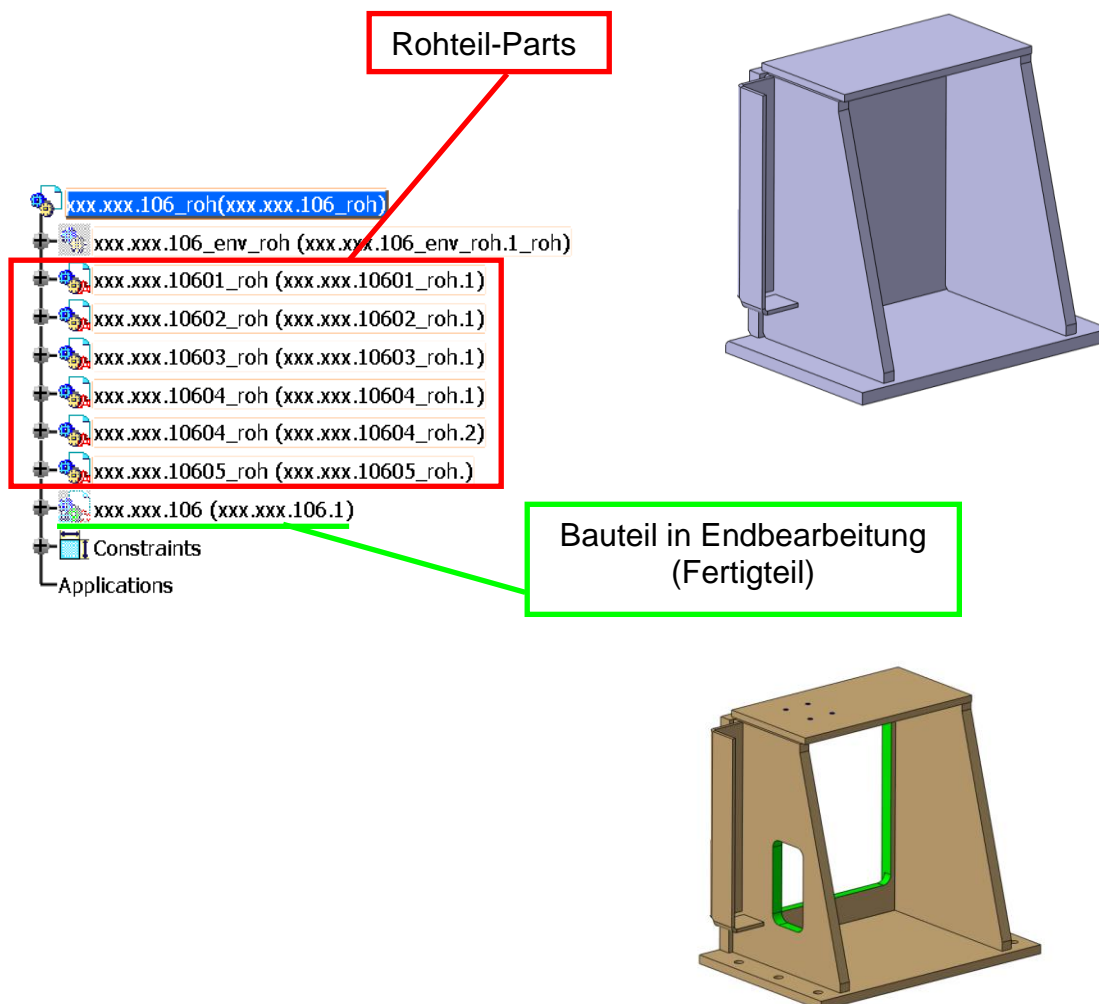 Rohteil-Parts
xxx.xxx.106_roh(xxx.xxx.106_roh)
xxx.xxx.106_env_roh (xxx.xxx.106_env_roh.1_roh)
xxx.xxx.10601_roh (xxx.xxx.10601_roh.1)
xxx.xxx.10602_roh (xxx.xxx.10602_roh.1)
xxx.xxx.10603_roh (xxx.xxx.10603_roh.1)
xxx.xxx.10604_roh (xxx.xxx.10604_roh.1)
xxx.xxx.10604_roh (xxx.xxx.10604_roh.2)
xxx.xxx.10605_roh (xxx.xxx.10605_roh.)
xxx.xxx.106 (xxx.xxx.106.1)
Constraints
Applications
Bauteil in Endbearbeitung
(Fertigteil)